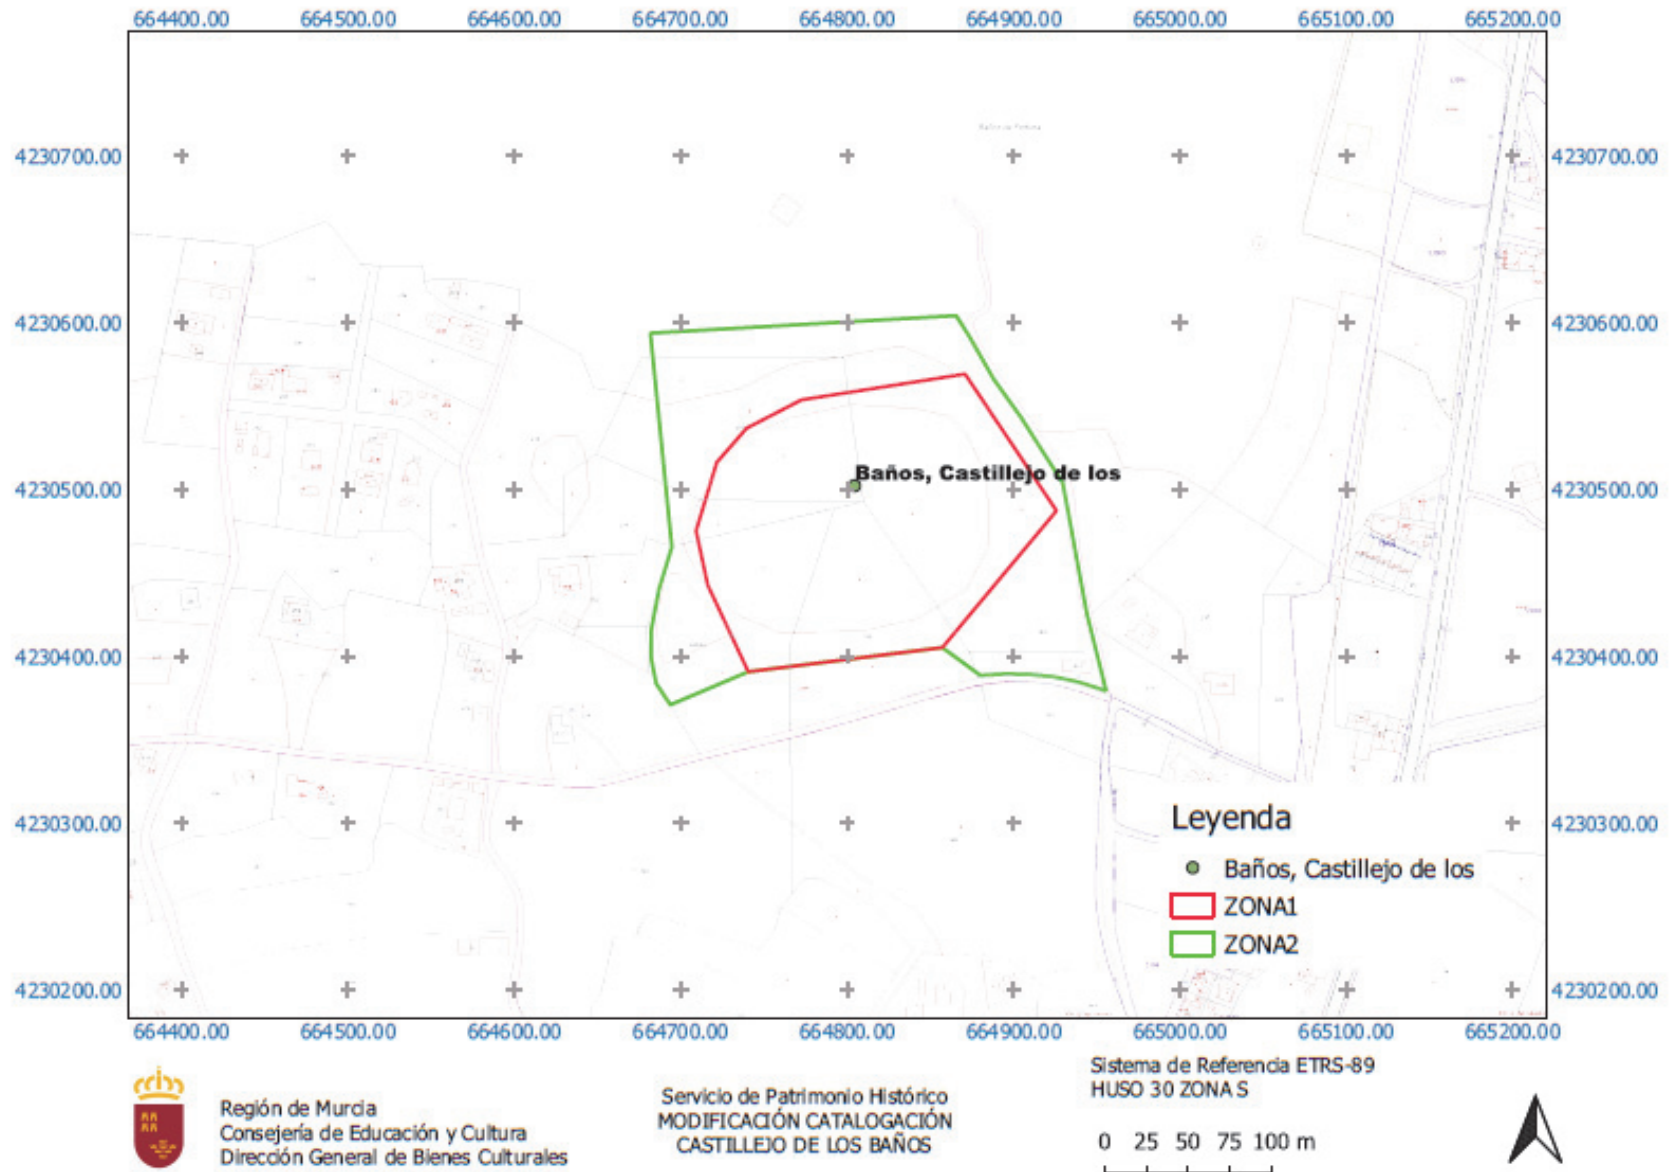 664400.00 664500.00 664600.00 664700.00 664800.00 664900.00 665000.00 665100.00 665200.00
4230700.00 4230700.00
4230600.00 4230600.00
Baños, Castillejo de los
4230500.00 4230500.00
4230400.00 4230400.00
4230300.00 4230300.00
Leyenda
Baños, Castillejo de los
ZONA1
ZONA2
4230200.00 4230200.00
664400.00 664500.00 664600.00 664700.00 664800.00 664900.00 665000.00 665100.00 665200.00
Región de Murcia
Consejería de Educación y Cultura
Dirección General de Bienes Culturales
Servicio de Patrimonio Histórico
MODIFICACIÓN CATALOGACIÓN
CASTILLEJO DE LOS BAÑOS
Sistema de Referencia ETRS-89
HUSO 30 ZONA S
0 25 50 75 100 m